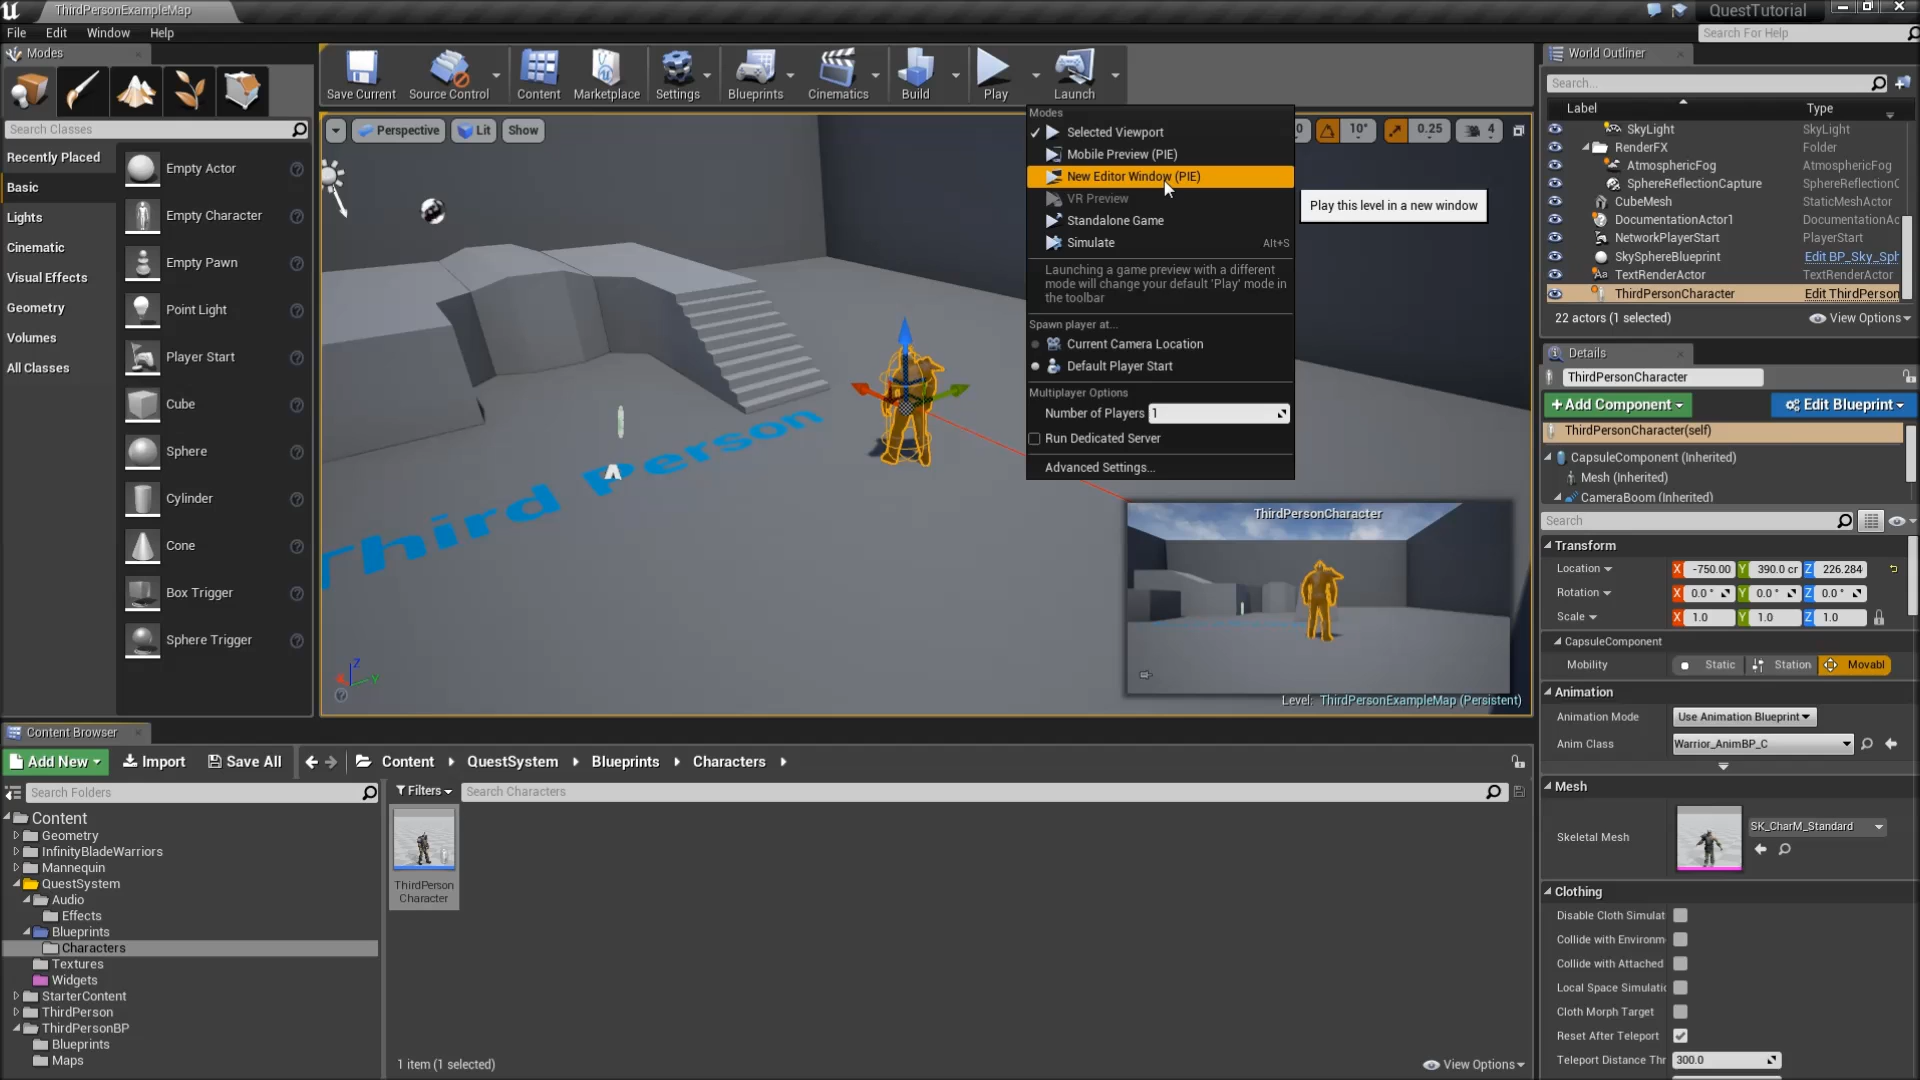 ThirdPersonExampleMap
QuestTutorial
File Edit Window Help
Search For Help
Modes
Search Classes
Recently Placed
Basic
Lights
Cinematic
Visual Effects
Geometry
Volumes
All Classes
Empty Actor
Empty Character
Empty Pawn
Point Light
Player Start
Cube
Sphere
Cylinder
Cone
Box Trigger
Sphere Trigger
Save Current
Source Control
Content
Marketplace
Settings
Blueprints
Cinematics
Build
Play
Launch
Perspective
Lit
Show
0
10°
0.25
4
Modes
Selected Viewport
Mobile Preview (PIE)
New Editor Window (PIE)
VR Preview
Standalone Game
Simulate Alt+S
Launching a game preview with a different
mode will change your default 'Play' mode in
the toolbar
Spawn player at...
Current Camera Location
Default Player Start
Multiplayer Options
Number of Players 1
Run Dedicated Server
Advanced Settings...
Play this level in a new window
Third Person
ThirdPersonCharacter
Z
Y
Level: ThirdPersonExampleMap (Persistent)
World Outliner
Search...
Label Type
SkyLight SkyLight
RenderFX Folder
AtmosphericFog AtmosphericFog
SphereReflectionCapture SphereReflectionC
CubeMesh StaticMeshActor
DocumentationActor1 DocumentationAc
NetworkPlayerStart PlayerStart
SkySphereBlueprint Edit BP_Sky_Sph
TextRenderActor TextRenderActor
ThirdPersonCharacter Edit ThirdPerson
22 actors (1 selected)
View Options
Details
ThirdPersonCharacter
+Add Component
Edit Blueprint
ThirdPersonCharacter(self)
CapsuleComponent (Inherited)
Mesh (Inherited)
CameraBoom (Inherited)
Search
Transform
Location X -750.00 Y 390.0 cr Z 226.284
Rotation X 0.0° Y 0.0° Z 0.0°
Scale X 1.0 Y 1.0 Z 1.0
CapsuleComponent
Mobility Static Station Movabl
Animation
Animation Mode Use Animation Blueprint
Anim Class Warrior_AnimBP_C
Mesh
Skeletal Mesh SK_CharM_Standard
Clothing
Disable Cloth Simulat
Collide with Environm
Collide with Attached
Local Space Simulatic
Cloth Morph Target
Reset After Teleport
Teleport Distance Thr 300.0
Content Browser
Add New Import Save All
Content QuestSystem Blueprints Characters
Search Folders
Filters Search Characters
Content
Geometry
InfinityBladeWarriors
Mannequin
QuestSystem
Audio
Effects
Blueprints
Characters
Textures
Widgets
StarterContent
ThirdPerson
ThirdPersonBP
Blueprints
Maps
ThirdPerson
Character
1 item (1 selected)
View Options